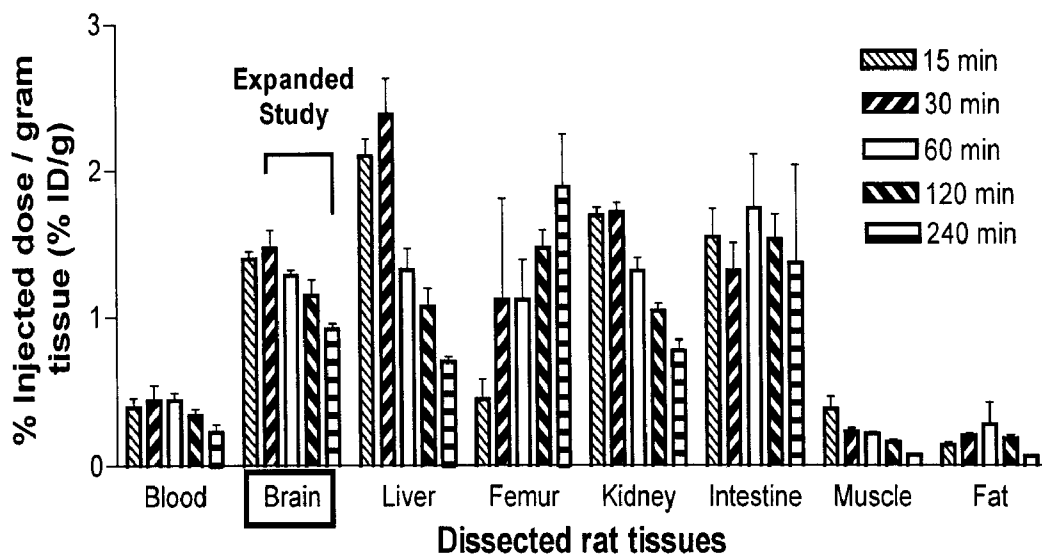 % Injected dose / gram
tissue (% ID/g)
3
2
1
0
Expanded
Study
15 min
30 min
60 min
120 min
240 min
Blood
Brain
Liver
Femur
Kidney
Intestine
Muscle
Fat
Dissected rat tissues